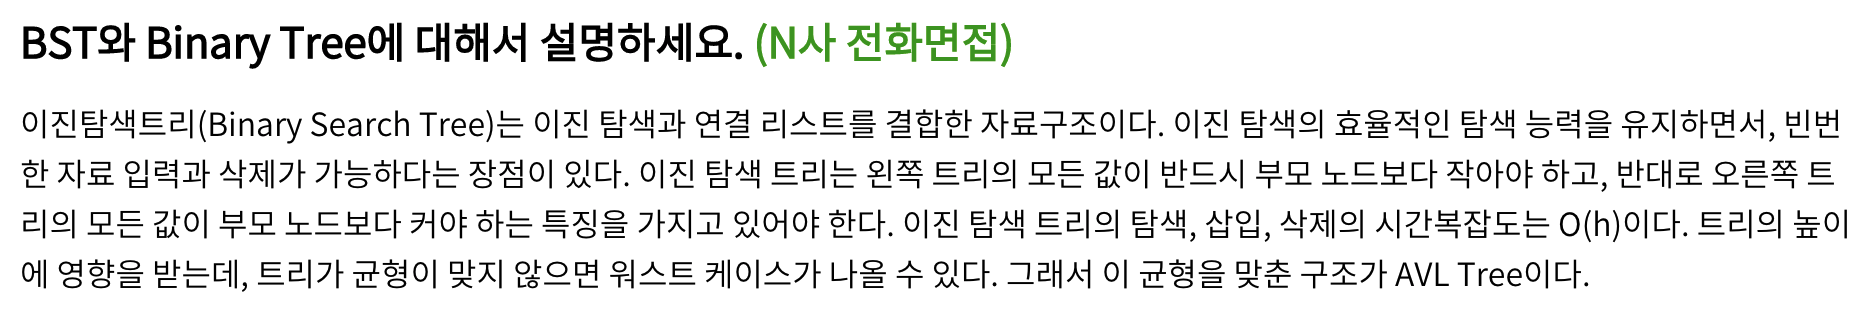 BST와 Binary Tree에 대해서 설명하세요. (N사 전화면접)
이진탐색트리(Binary Search Tree)는 이진 탐색과 연결 리스트를 결합한 자료구조이다. 이진 탐색의 효율적인 탐색 능력을 유지하면서, 빈번
한 자료 입력과 삭제가 가능하다는 장점이 있다. 이진 탐색 트리는 왼쪽 트리의 모든 값이 반드시 부모 노드보다 작아야 하고, 반대로 오른쪽 트
리의 모든 값이 부모 노드보다 커야 하는 특징을 가지고 있어야 한다. 이진 탐색 트리의 탐색, 삽입, 삭제의 시간복잡도는 O(h)이다. 트리의 높이
에 영향을 받는데, 트리가 균형이 맞지 않으면 워스트 케이스가 나올 수 있다. 그래서 이 균형을 맞춘 구조가 AVL Tree이다.